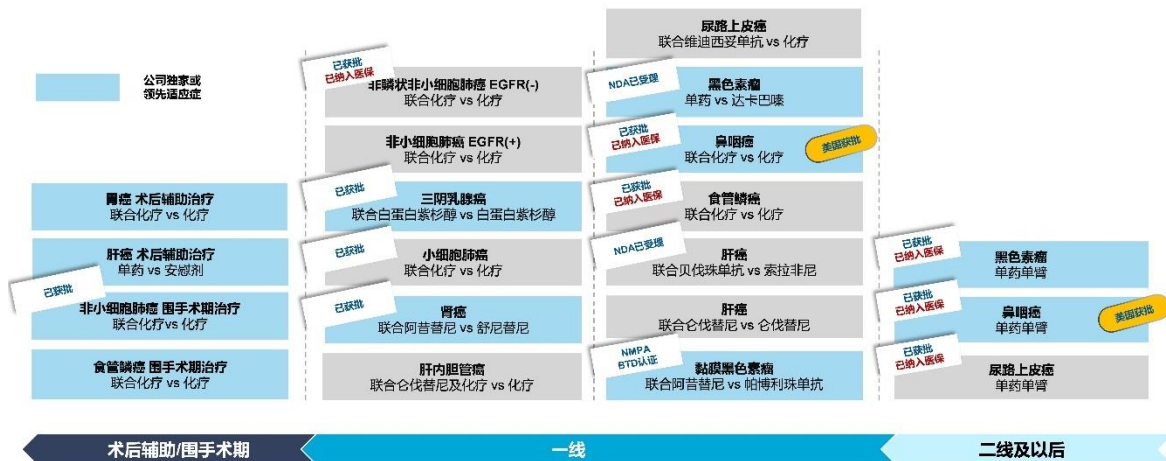 公司独家或
领先适应症
胃癌 术后辅助治疗
联合化疗 vs 化疗
肝癌 术后辅助治疗
单药 vs 安慰剂
已获批
非小细胞肺癌 围手术期治疗
联合化疗vs 化疗
食管鳞癌 围手术期治疗
联合化疗 vs 化疗
已获批
已纳入医保
非鳞状非小细胞肺癌 EGFR(-)
联合化疗 vs 化疗
非小细胞肺癌 EGFR(+)
联合化疗 vs 化疗
已获批
三阴乳腺癌
联合白蛋白紫杉醇 vs 白蛋白紫杉醇
已获批
小细胞肺癌
联合化疗 vs 化疗
已获批
肾癌
联合阿昔替尼 vs 舒尼替尼
肝内胆管癌
联合仑伐替尼及化疗 vs 化疗
尿路上皮癌
联合维迪西妥单抗 vs 化疗
NDA已受理
黑色素瘤
单药 vs 达卡巴嗪
已获批
已纳入医保
鼻咽癌
联合化疗 vs 化疗
美国获批
已获批
已纳入医保
食管鳞癌
联合化疗 vs 化疗
NDA已受理
肝癌
联合贝伐珠单抗 vs 索拉非尼
肝癌
联合仑伐替尼 vs 仑伐替尼
NMPA
BTD认证
黏膜黑色素瘤
联合阿昔替尼 vs 帕博利珠单抗
已获批
已纳入医保
黑色素瘤
单药单臂
已获批
已纳入医保
鼻咽癌
单药单臂
美国获批
已获批
已纳入医保
尿路上皮癌
单药单臂
术后辅助/围手术期
一线
二线及以后